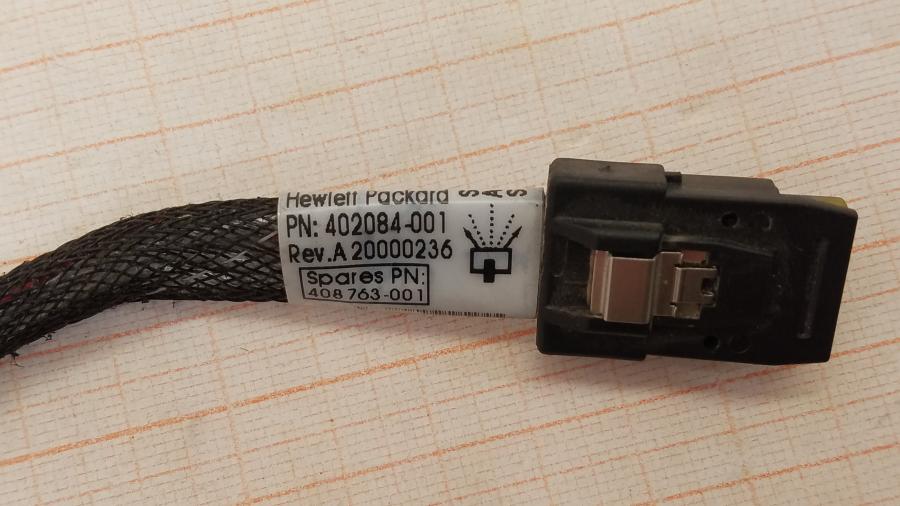 Hewlett Packard
SAS
PN: 402084-001
Rev.A 20000236
Spares PN:
408763-001